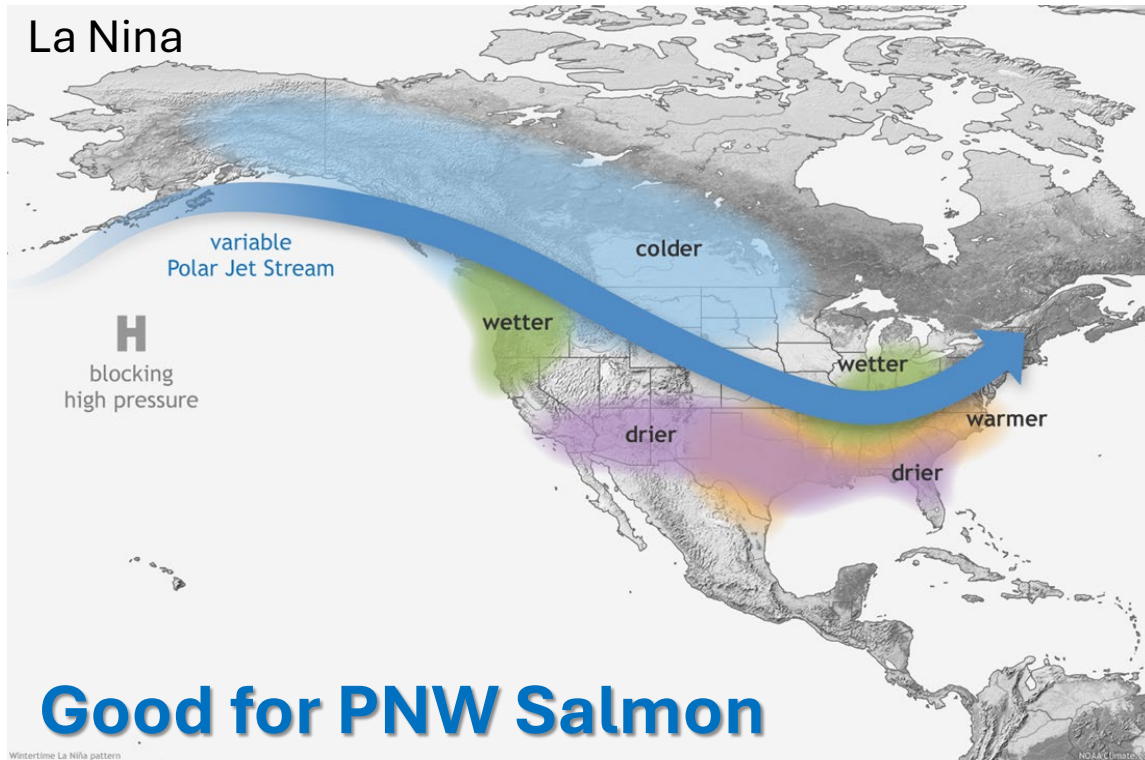 La Nina
colder
variable
Polar Jet Stream
H
wetter
blocking
high pressure
wetter
warmer
drier
drier
Good for PNW Salmon
Wintertime La Niña pattern
NOAA Climate.